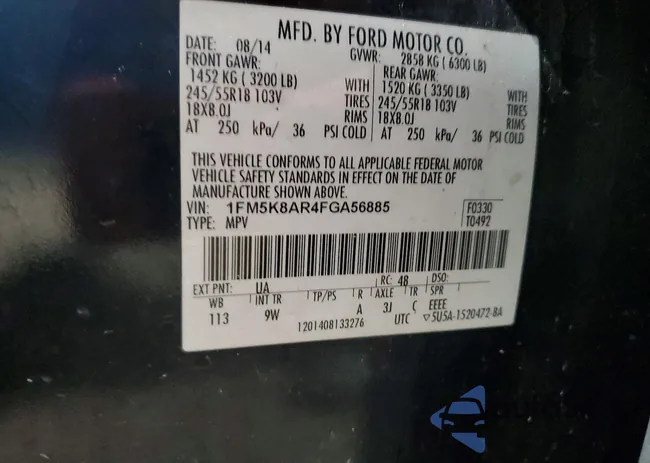 MFD. BY FORD MOTOR CO.
DATE: 08/14 GVWR: 2858 KG ( 6300 LB)
FRONT GAWR: REAR GAWR:
1452 KG ( 3200 LB) WITH 1520 KG ( 3350 LB) WITH
245/55R18 103V TIRES 245/55R18 103V TIRES
18X8.0J RIMS 18X8.0J RIMS
AT 250 kPa/ 36 PSI COLD AT 250 kPa/ 36 PSI COLD
THIS VEHICLE CONFORMS TO ALL APPLICABLE FEDERAL MOTOR
VEHICLE SAFETY STANDARDS IN EFFECT ON THE DATE OF
MANUFACTURE SHOWN ABOVE.
VIN: 1FM5K8AR4FGA56885 F0330
TYPE: MPV T0492
EXT PNT: UA RC: 48 DSO:
WB INT TR TP/PS R AXLE TR SPR
113 9W A 3J C EEEE
1201408133276 UTC ▽5U5A-1520472-BA